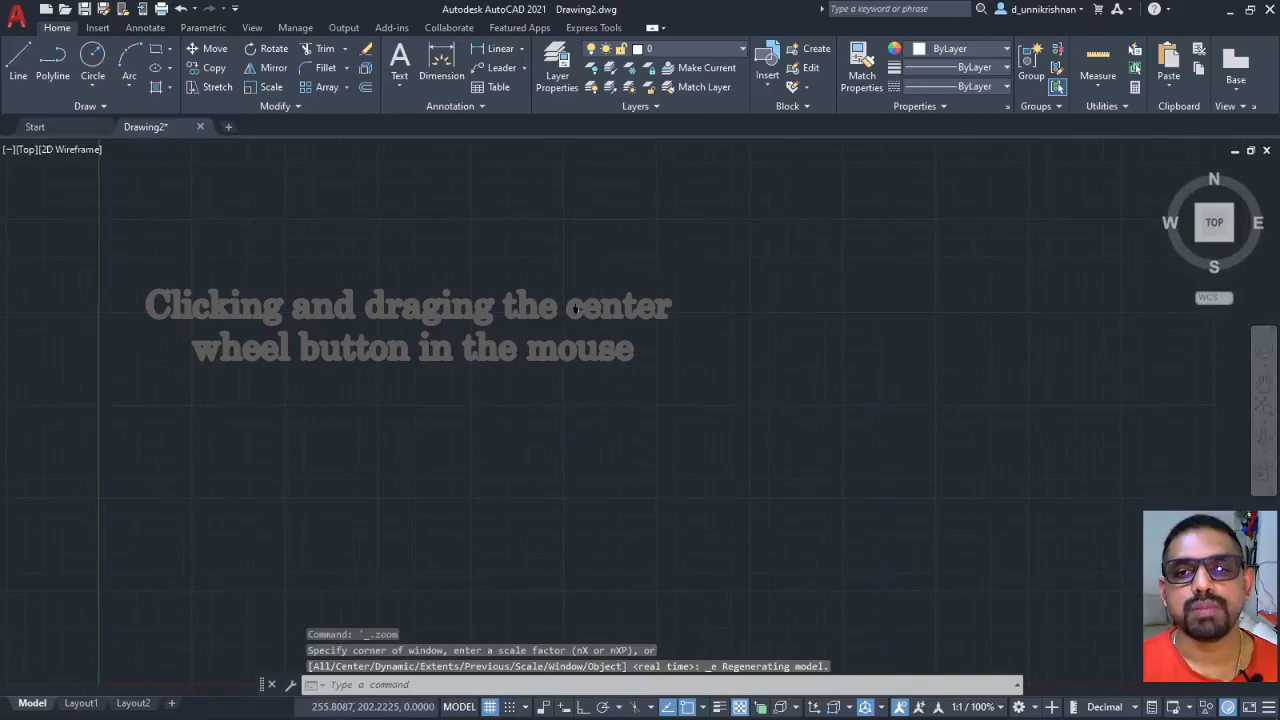 Autodesk AutoCAD 2021 Drawing2.dwg
Type a keyword or phrase
d_unnikrishnan
Home Insert Annotate Parametric View Manage Output Collaborate Express Tools Featured Apps
Line Polyline Circle Arc
Move Rotate Trim
Copy Mirror Fillet
Stretch Scale Array
Text Dimension
Linear
Leader
Table
Layer Properties
0
Make Current
Match Layer
Insert
Create
Edit
Match Properties
ByLayer
ByLayer
ByLayer
Group
Measure
Paste
Base
Draw Modify Annotation Layers Block Properties Groups Utilities Clipboard View
Start Drawing2*
[−][Top][2D Wireframe]
N
W TOP E
S
WCS
Clicking and draging the center
wheel button in the mouse
Command: '_.zoom
Specify corner of window, enter a scale factor (nX or nXP), or
[All/Center/Dynamic/Extents/Previous/Scale/Window/Object] <real time>: _e Regenerating model.
Type a command
Model Layout1 Layout2
255.8087, 202.2225, 0.0000 MODEL 1:1 / 100% Decimal